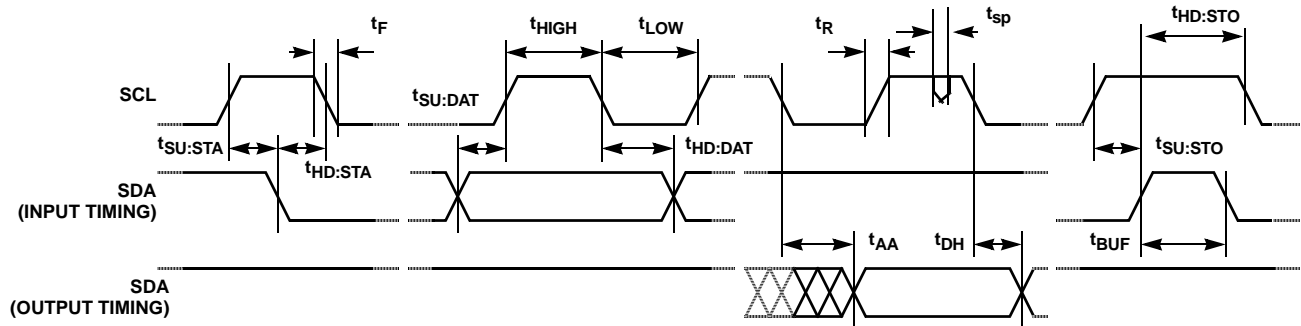 tF
tHIGH
tLOW
tR
tsp
tHD:STO
SCL
tSU:DAT
tSU:STA
tHD:STA
tHD:DAT
tSU:STO
SDA
(INPUT TIMING)
tAA
tDH
tBUF
SDA
(OUTPUT TIMING)